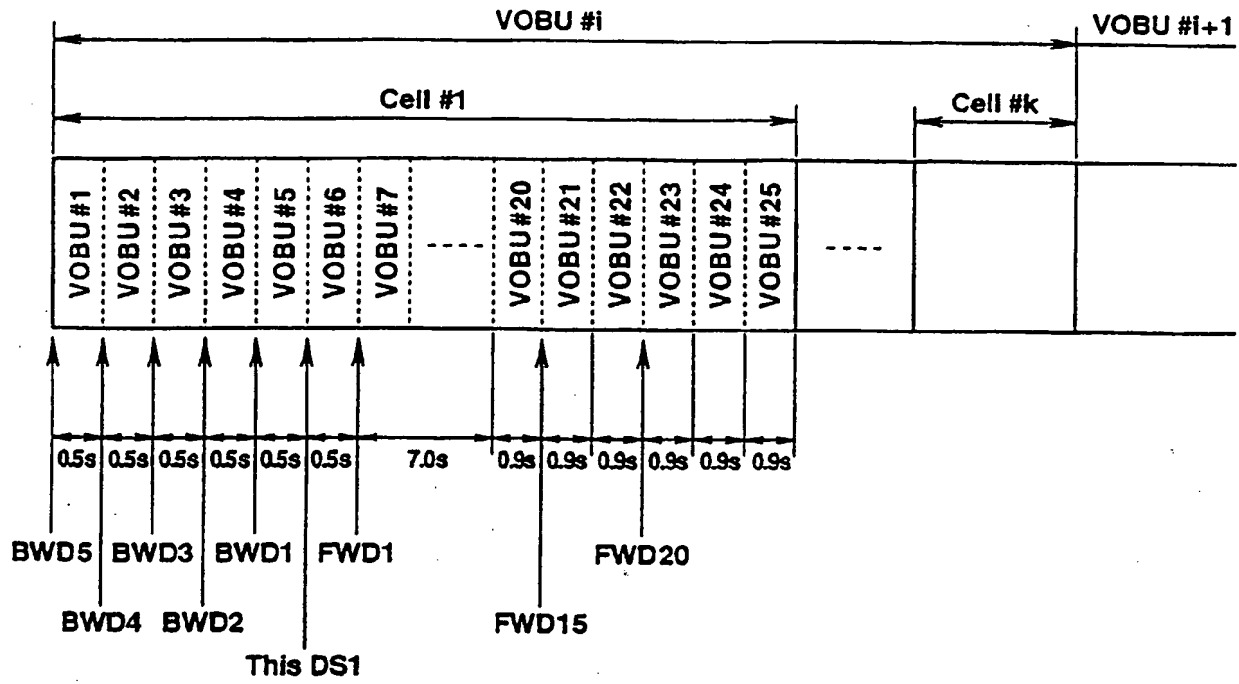 VOBU #i
VOBU #i+1
Cell #1
Cell #k
VOBU#1
VOBU#2
VOBU#3
VOBU#4
VOBU#5
VOBU#6
VOBU#7
VOBU#20
VOBU#21
VOBU#22
VOBU#23
VOBU#24
VOBU#25
0.5s 0.5s 0.5s 0.5s 0.5s 0.5s 7.0s 0.9s 0.9s 0.9s 0.9s 0.9s 0.9s
BWD5 BWD3 BWD1 FWD1 FWD20
BWD4 BWD2 FWD15
This DS1